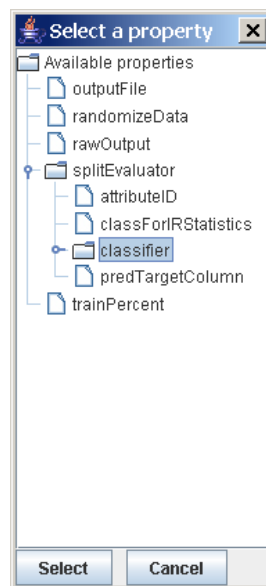 Select a property
Available properties
outputFile
randomizeData
rawOutput
splitEvaluator
attributeID
classForIRStatistics
classifier
predTargetColumn
trainPercent
Select Cancel